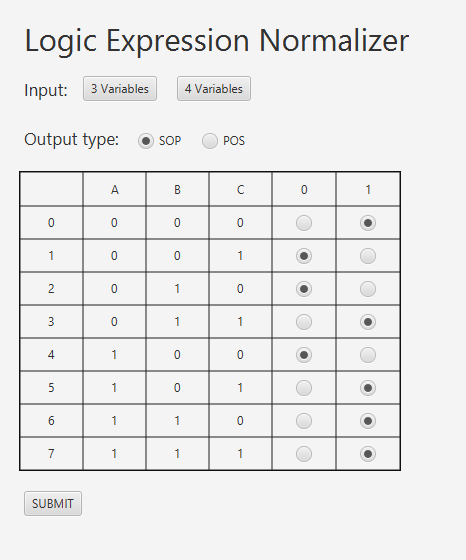 Logic Expression Normalizer
Input: 3 Variables 4 Variables
Output type: SOP POS
A B C 0 1
0 0 0 0
1 0 0 1
2 0 1 0
3 0 1 1
4 1 0 0
5 1 0 1
6 1 1 0
7 1 1 1
SUBMIT